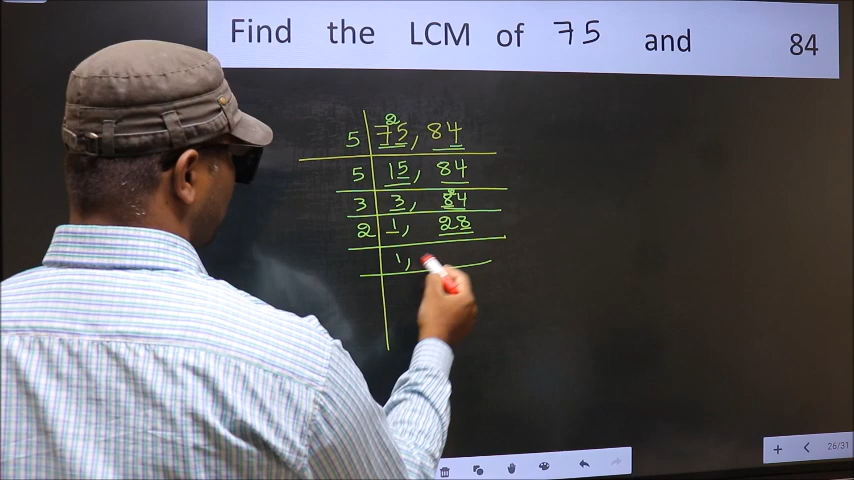 Find the LCM of 75 and 84
2
5 75, 84
5 15, 84
3 3, 84
2 1, 28
1,
26/31